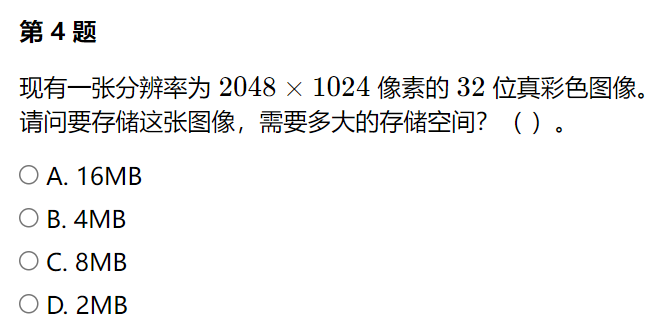 第 4 题
现有一张分辨率为 2048 × 1024 像素的 32 位真彩色图像。
请问要存储这张图像，需要多大的存储空间？（ ）。
A. 16MB
B. 4MB
C. 8MB
D. 2MB